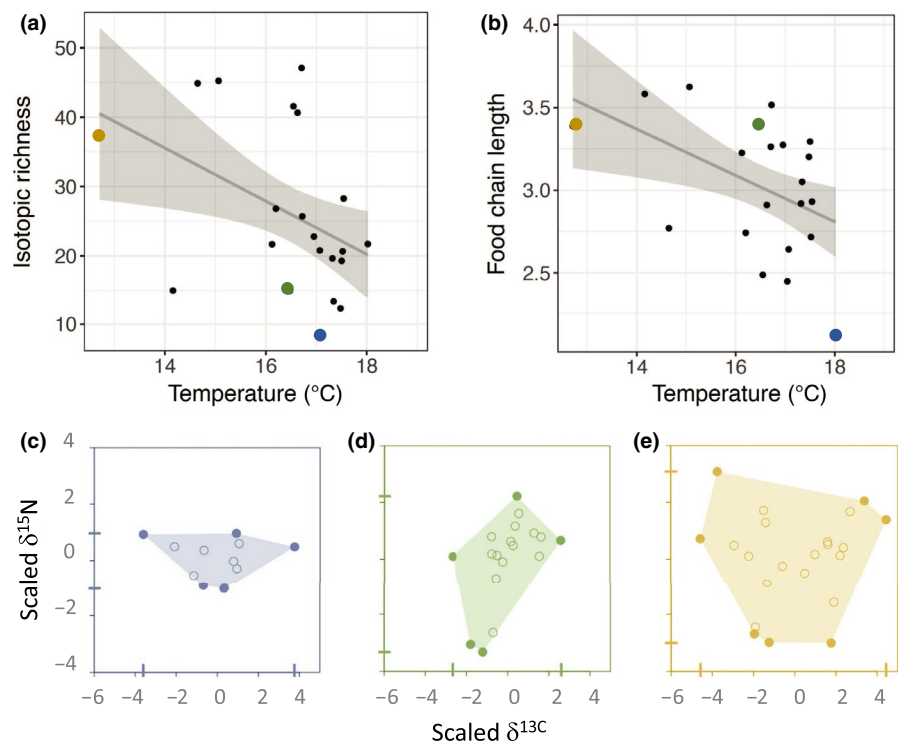 (a)
(b)
50
40
30
20
10
Isotopic richness
14
16
18
Temperature (°C)
4.0
3.5
3.0
2.5
Food chain length
14
16
18
Temperature (°C)
(c)
(d)
(e)
4
2
0
−2
−4
Scaled δ15N
−6 −4 −2 0 2 4
−6 −4 −2 0 2 4
−6 −4 −2 0 2 4
Scaled δ13C